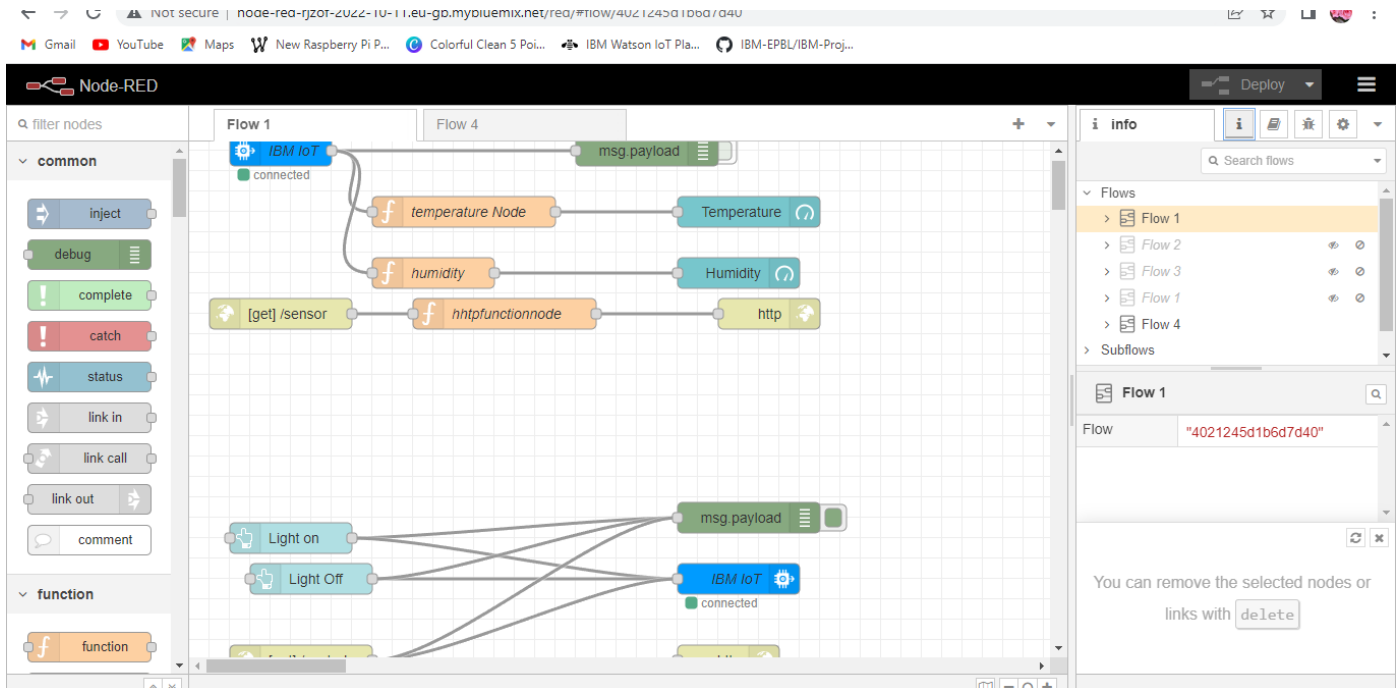 Not secure | node-red-rjzof-2022-10-11.eu-gb.mybluemix.net/red/#flow/4021245d1b6d7d40
M Gmail YouTube Maps W New Raspberry Pi P... C Colorful Clean 5 Poi... IBM Watson IoT Pla... IBM-EPBL/IBM-Proj...
Node-RED
Deploy
filter nodes
Flow 1
Flow 4
i info
i
Search flows
common
inject
debug
complete
catch
status
link in
link call
link out
comment
function
f function
IBM IoT
connected
msg.payload
f temperature Node
Temperature
f humidity
Humidity
[get] /sensor
f hhtpfunctionnode
http
Light on
Light Off
msg.payload
IBM IoT
connected
Flows
Flow 1
Flow 2
Flow 3
Flow 1
Flow 4
Subflows
Flow 1
Flow "4021245d1b6d7d40"
You can remove the selected nodes or
links with delete